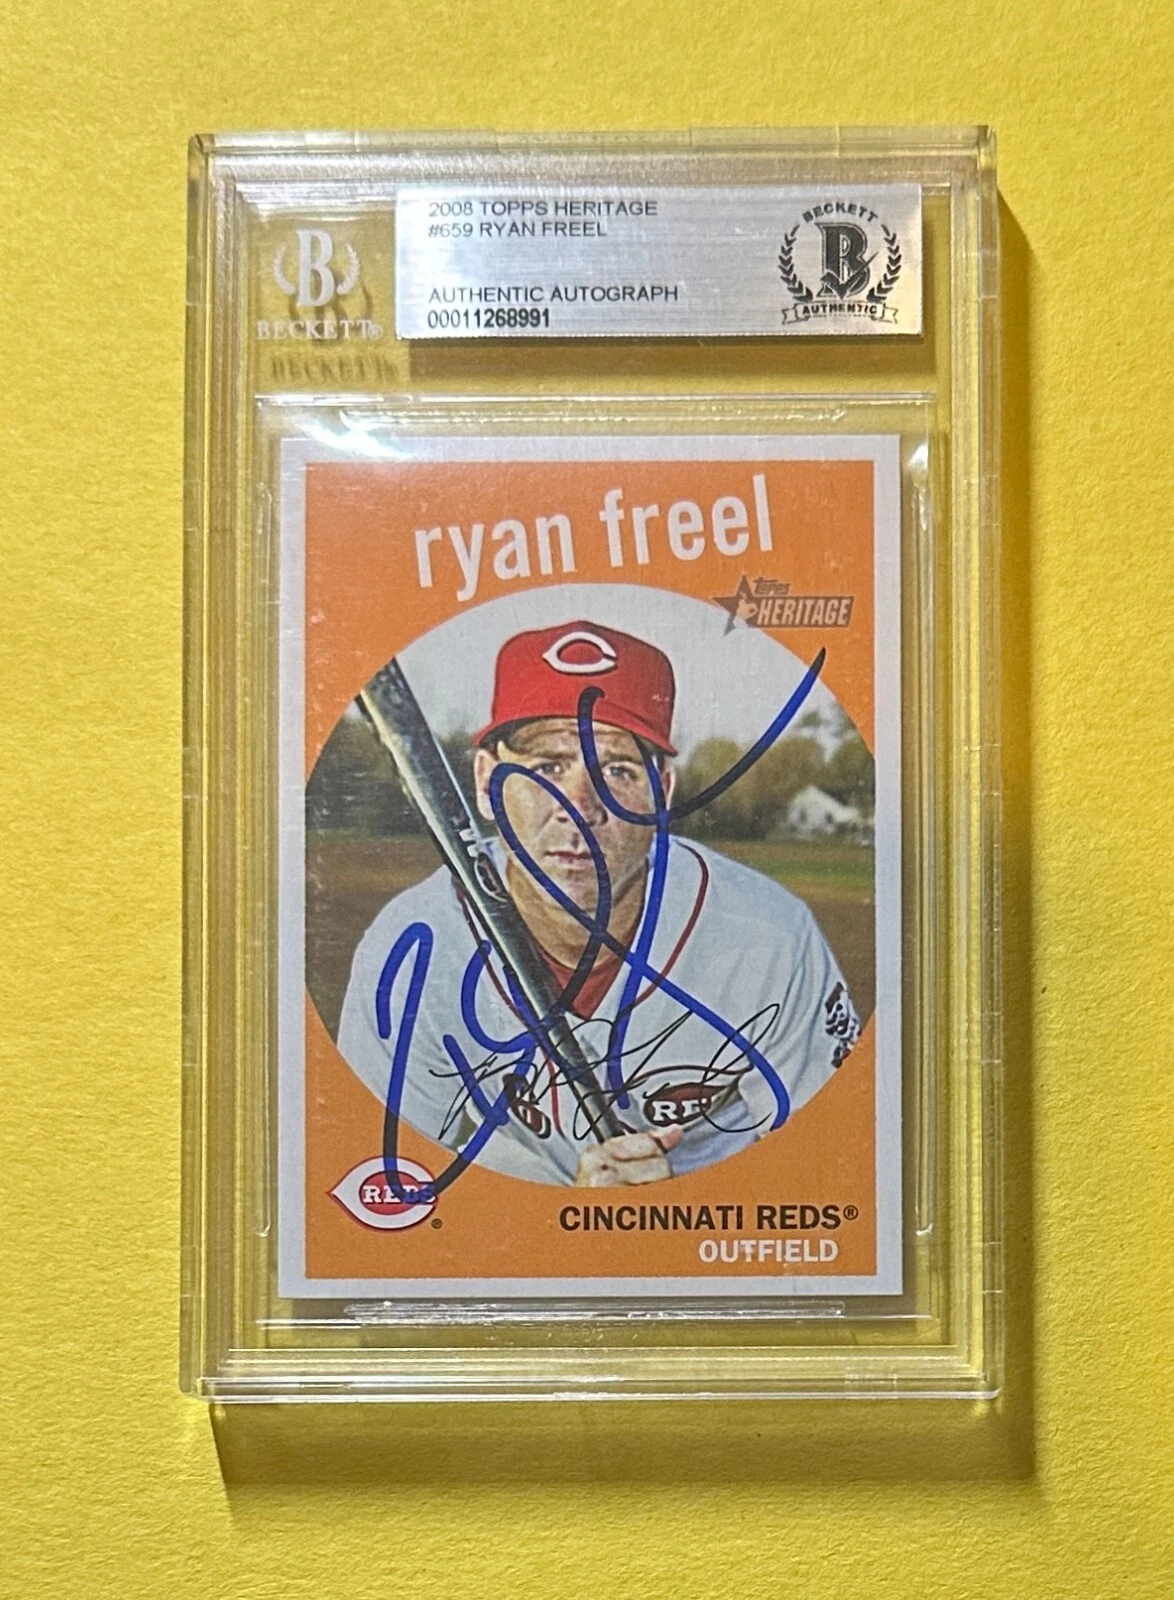 2008 TOPPS HERITAGE
#659 RYAN FREEL
AUTHENTIC AUTOGRAPH
00011268991
B
BECKETT®
BECKETT
B
AUTHENTIC
ryan freel
topps
HERITAGE
REDS
®
CINCINNATI REDS®
OUTFIELD